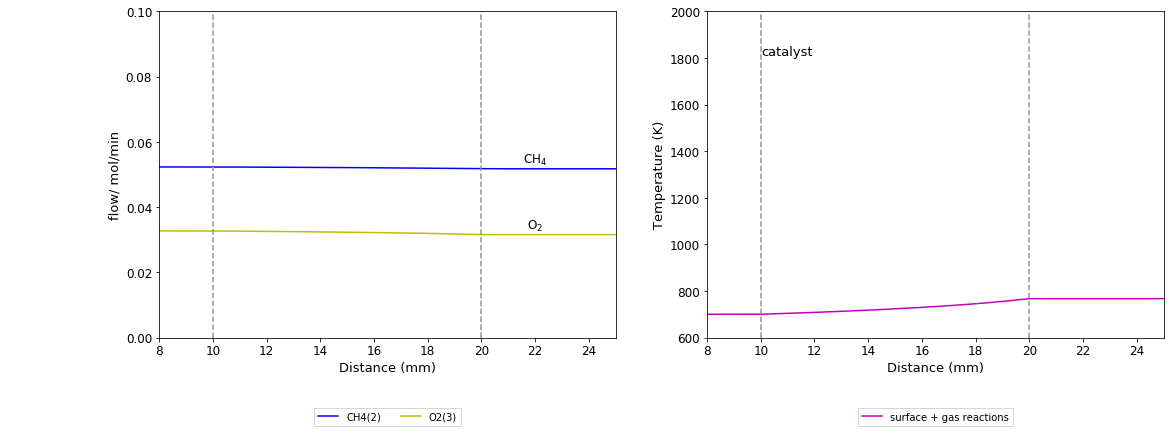 0.10
0.08
0.06
0.04
0.02
0.00
flow/ mol/min
CH₄
O₂
8 10 12 14 16 18 20 22 24
Distance (mm)
CH4(2) O2(3)
2000
1800
1600
1400
1200
1000
800
600
Temperature (K)
catalyst
8 10 12 14 16 18 20 22 24
Distance (mm)
surface + gas reactions